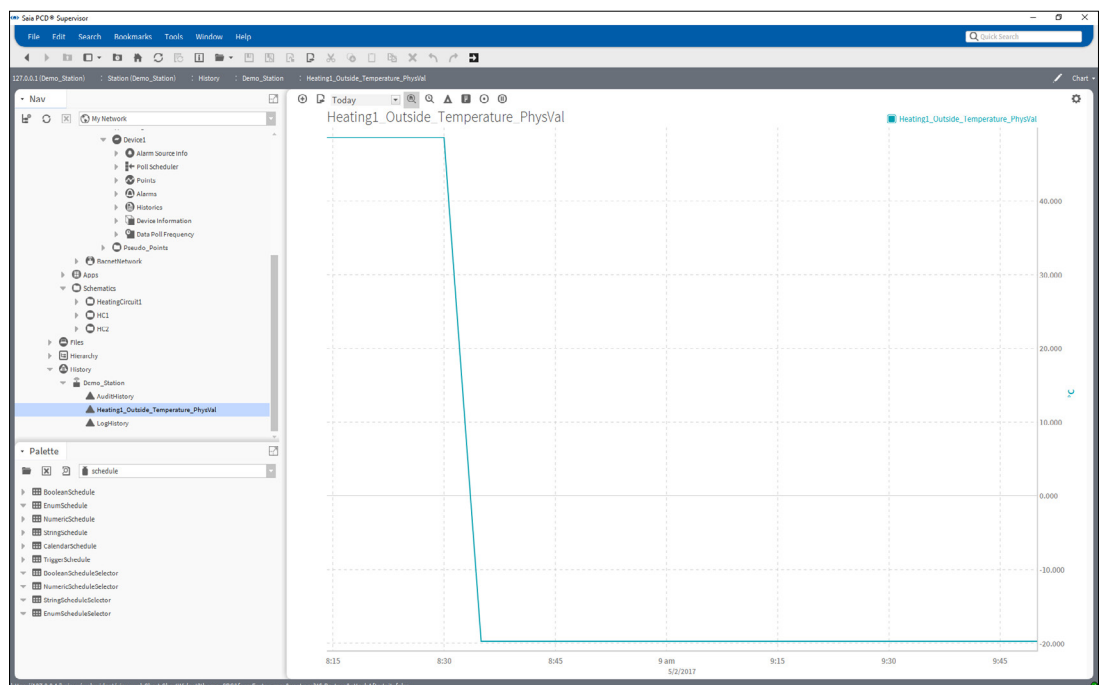 Saia PCD® Supervisor
File Edit Search Bookmarks Tools Window Help
Quick Search
127.0.0.1 (Demo_Station) : Station (Demo_Station) : History : Demo_Station : Heating1_Outside_Temperature_PhysVal
Chart
Nav
My Network
Device1
Alarm Source Info
Poll Scheduler
Points
Alarms
Historics
Device Information
Data Poll Frequency
Pseudo_Points
BacnetNetwork
Apps
Schematics
HeatingCircuit1
HC1
HC2
Files
Hierarchy
History
Demo_Station
AuditHistory
Heating1_Outside_Temperature_PhysVal
LogHistory
Palette
schedule
BooleanSchedule
EnumSchedule
NumericSchedule
StringSchedule
CalendarSchedule
TriggerSchedule
BooleanScheduleSelector
NumericScheduleSelector
StringScheduleSelector
EnumScheduleSelector
Today
Heating1_Outside_Temperature_PhysVal
Heating1_Outside_Temperature_PhysVal
40.000
30.000
20.000
°C
10.000
0.000
-10.000
-20.000
8:15 8:30 8:45 9 am 9:15 9:30 9:45
5/2/2017